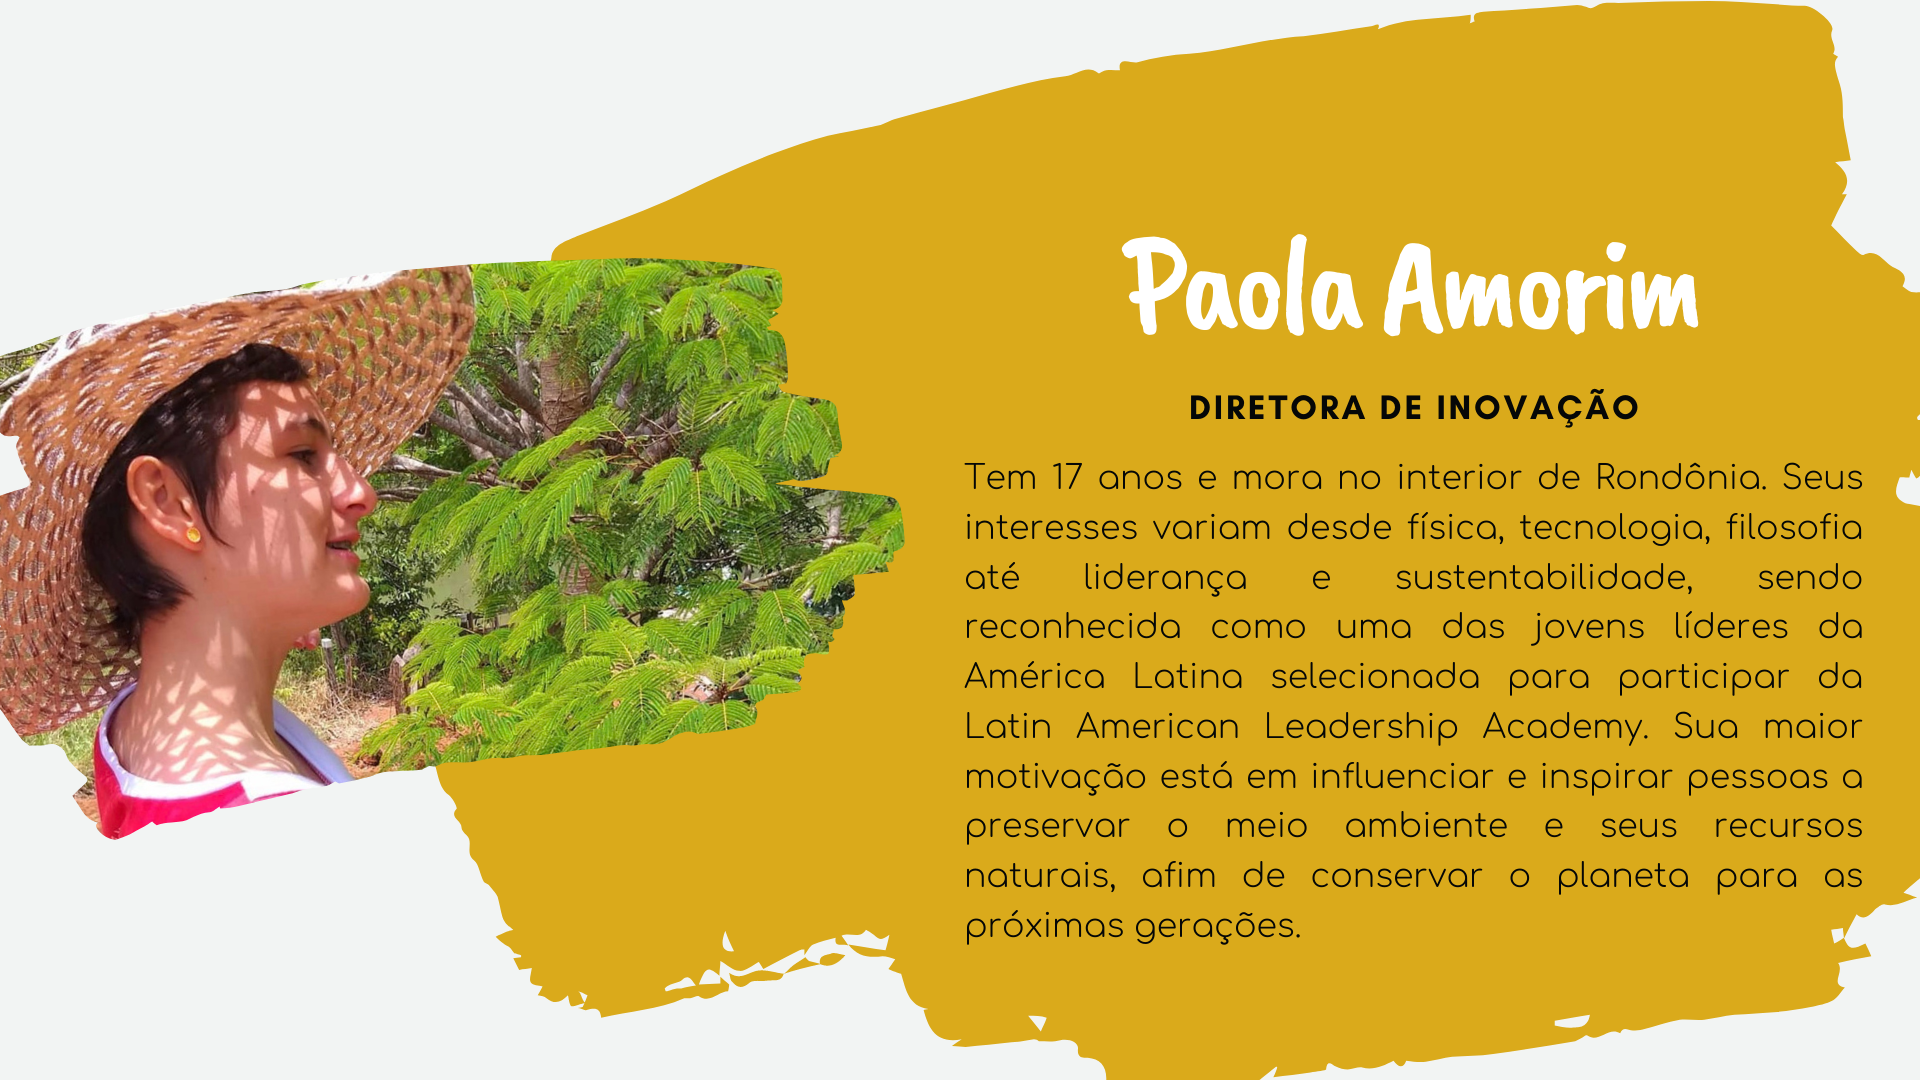 Paola Amorim
DIRETORA DE INOVAÇÃO
Tem 17 anos e mora no interior de Rondônia. Seus
interesses variam desde física, tecnologia, filosofia
até liderança e sustentabilidade, sendo
reconhecida como uma das jovens líderes da
América Latina selecionada para participar da
Latin American Leadership Academy. Sua maior
motivação está em influenciar e inspirar pessoas a
preservar o meio ambiente e seus recursos
naturais, afim de conservar o planeta para as
próximas gerações.